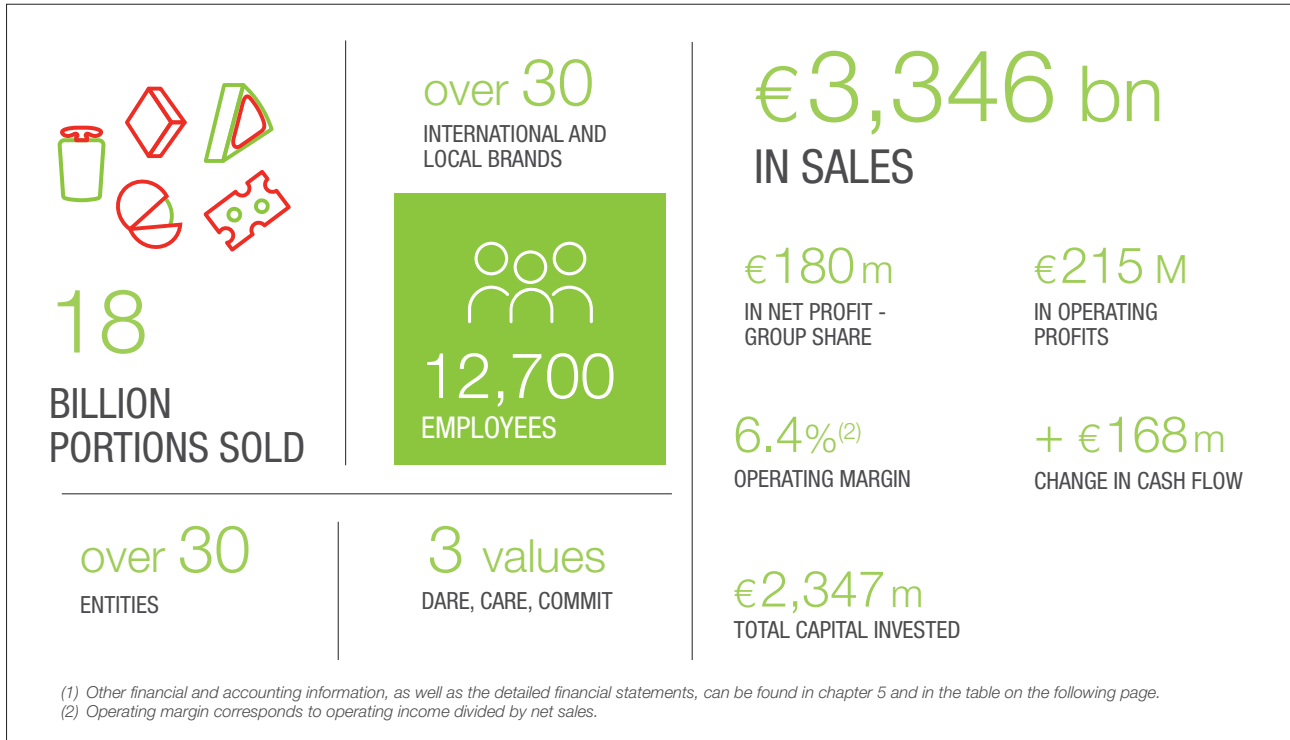 18
BILLION
PORTIONS SOLD
over 30
INTERNATIONAL AND
LOCAL BRANDS
12,700
EMPLOYEES
over 30
ENTITIES
3 values
DARE, CARE, COMMIT
€3,346 bn
IN SALES
€180 m
IN NET PROFIT -
GROUP SHARE
€215 M
IN OPERATING
PROFITS
6.4%(2)
OPERATING MARGIN
+ €168 m
CHANGE IN CASH FLOW
€2,347 m
TOTAL CAPITAL INVESTED
(1) Other financial and accounting information, as well as the detailed financial statements, can be found in chapter 5 and in the table on the following page.
(2) Operating margin corresponds to operating income divided by net sales.